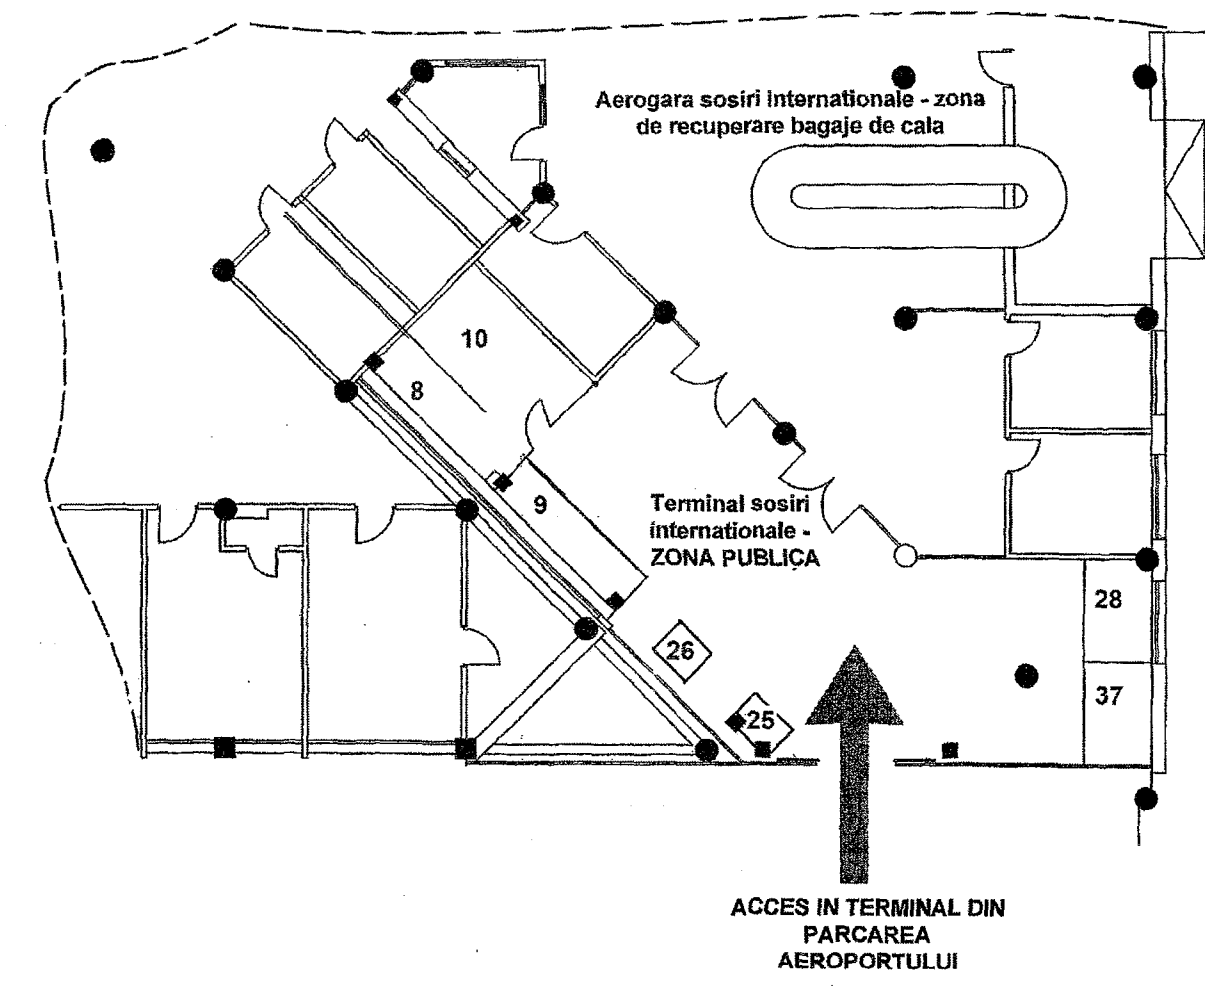 Aerogara sosiri internationale - zona
de recuperare bagaje de cala
10
8
9
Terminal sosiri
internationale -
ZONA PUBLICA
28
26
37
25
ACCES IN TERMINAL DIN
PARCAREA
AEROPORTULUI